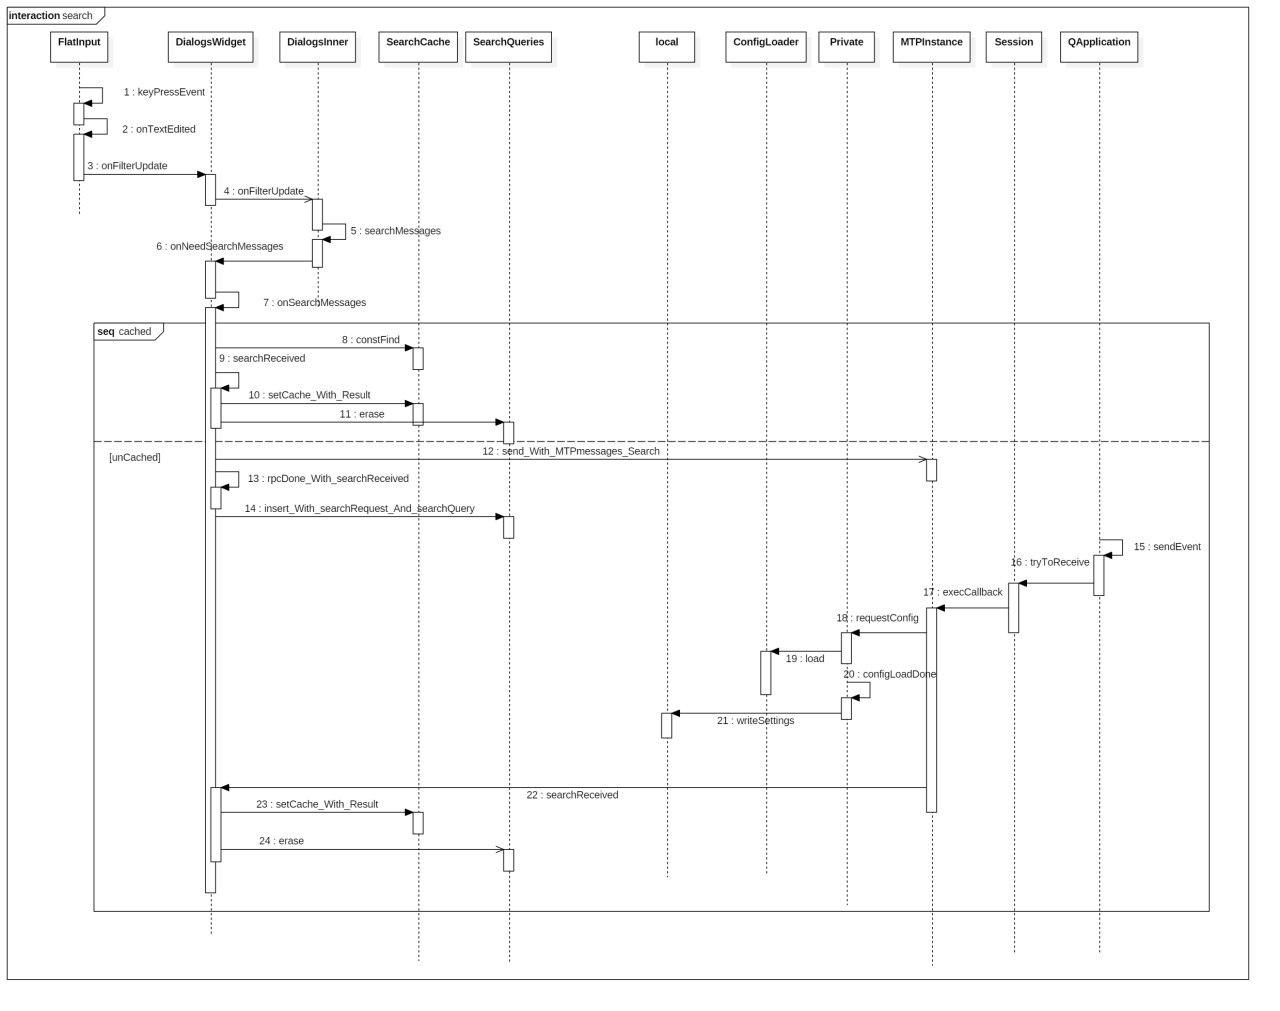 interaction search
FlatInput
DialogsWidget
DialogsInner
SearchCache
SearchQueries
local
ConfigLoader
Private
MTPInstance
Session
QApplication
1 : keyPressEvent
2 : onTextEdited
3 : onFilterUpdate
4 : onFilterUpdate
5 : searchMessages
6 : onNeedSearchMessages
7 : onSearchMessages
seq cached
8 : constFind
9 : searchReceived
10 : setCache_With_Result
11 : erase
[unCached]
12 : send_With_MTPmessages_Search
13 : rpcDone_With_searchReceived
14 : insert_With_searchRequest_And_searchQuery
15 : sendEvent
16 : tryToReceive
17 : execCallback
18 : requestConfig
19 : load
20 : configLoadDone
21 : writeSettings
22 : searchReceived
23 : setCache_With_Result
24 : erase